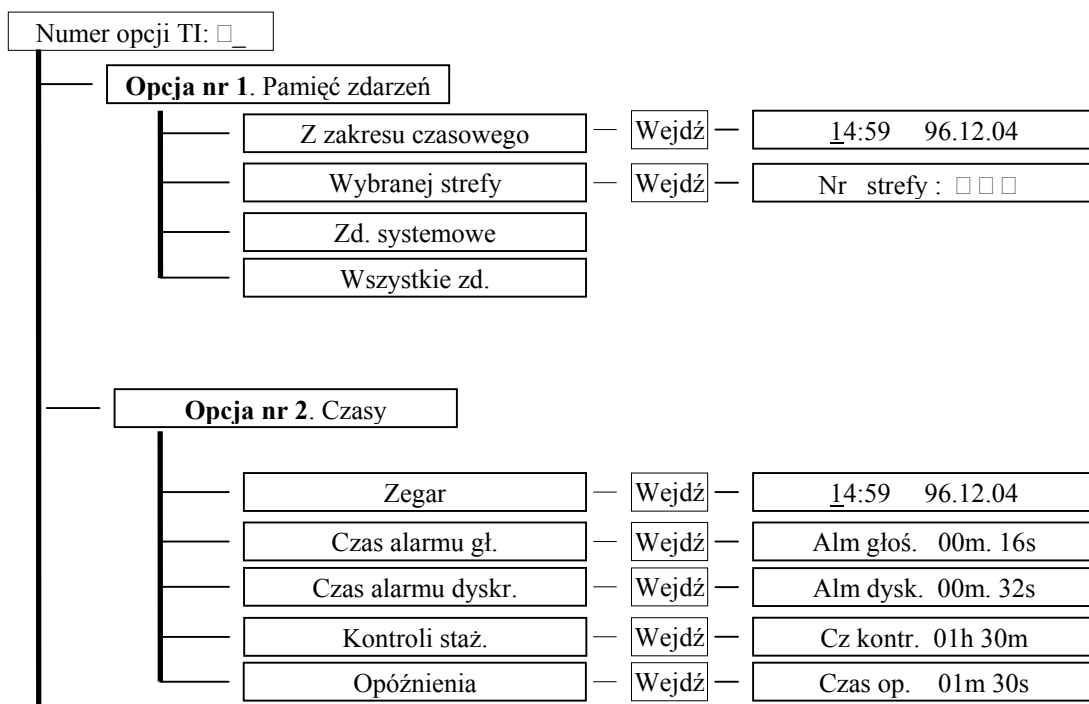 Numer opcji TI: □_
Opcja nr 1. Pamięć zdarzeń
Z zakresu czasowego Wejdź 14:59 96.12.04
Wybranej strefy Wejdź Nr strefy : □ □ □
Zd. systemowe
Wszystkie zd.
Opcja nr 2. Czasy
Zegar Wejdź 14:59 96.12.04
Czas alarmu gł. Wejdź Alm głoś. 00m. 16s
Czas alarmu dyskr. Wejdź Alm dysk. 00m. 32s
Kontroli staż. Wejdź Cz kontr. 01h 30m
Opóźnienia Wejdź Czas op. 01m 30s